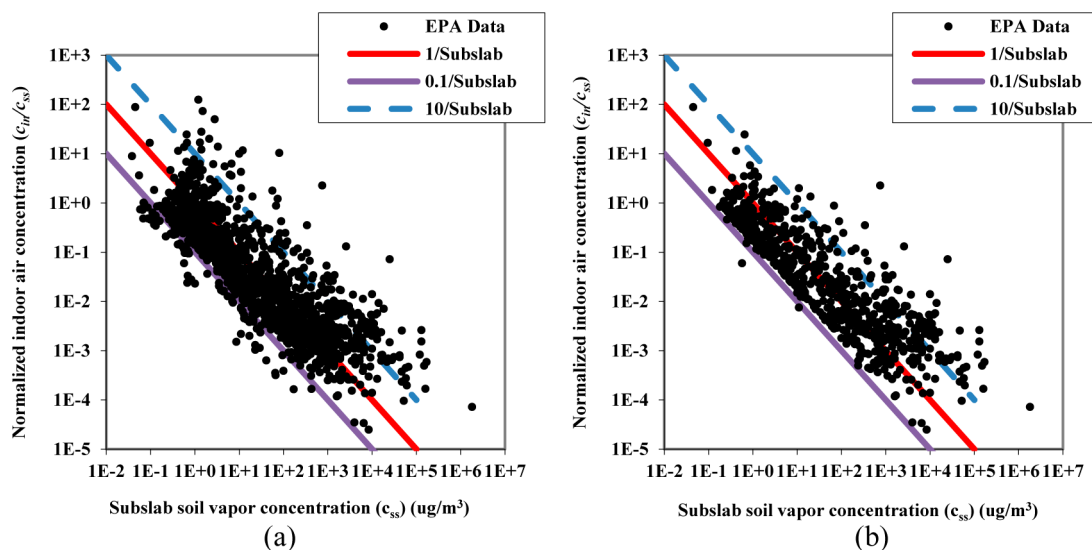 EPA Data
1/Subslab
0.1/Subslab
10/Subslab
1E+3
1E+2
1E+1
1E+0
1E-1
1E-2
1E-3
1E-4
1E-5
Normalized indoor air concentration (c_in/c_ss)
1E-2 1E-1 1E+0 1E+1 1E+2 1E+3 1E+4 1E+5 1E+6 1E+7
Subslab soil vapor concentration (c_ss) (ug/m³)
(a)
EPA Data
1/Subslab
0.1/Subslab
10/Subslab
1E+3
1E+2
1E+1
1E+0
1E-1
1E-2
1E-3
1E-4
1E-5
Normalized indoor air concentration (c_in/c_ss)
1E-2 1E-1 1E+0 1E+1 1E+2 1E+3 1E+4 1E+5 1E+6 1E+7
Subslab soil vapor concentration (c_ss) (ug/m³)
(b)